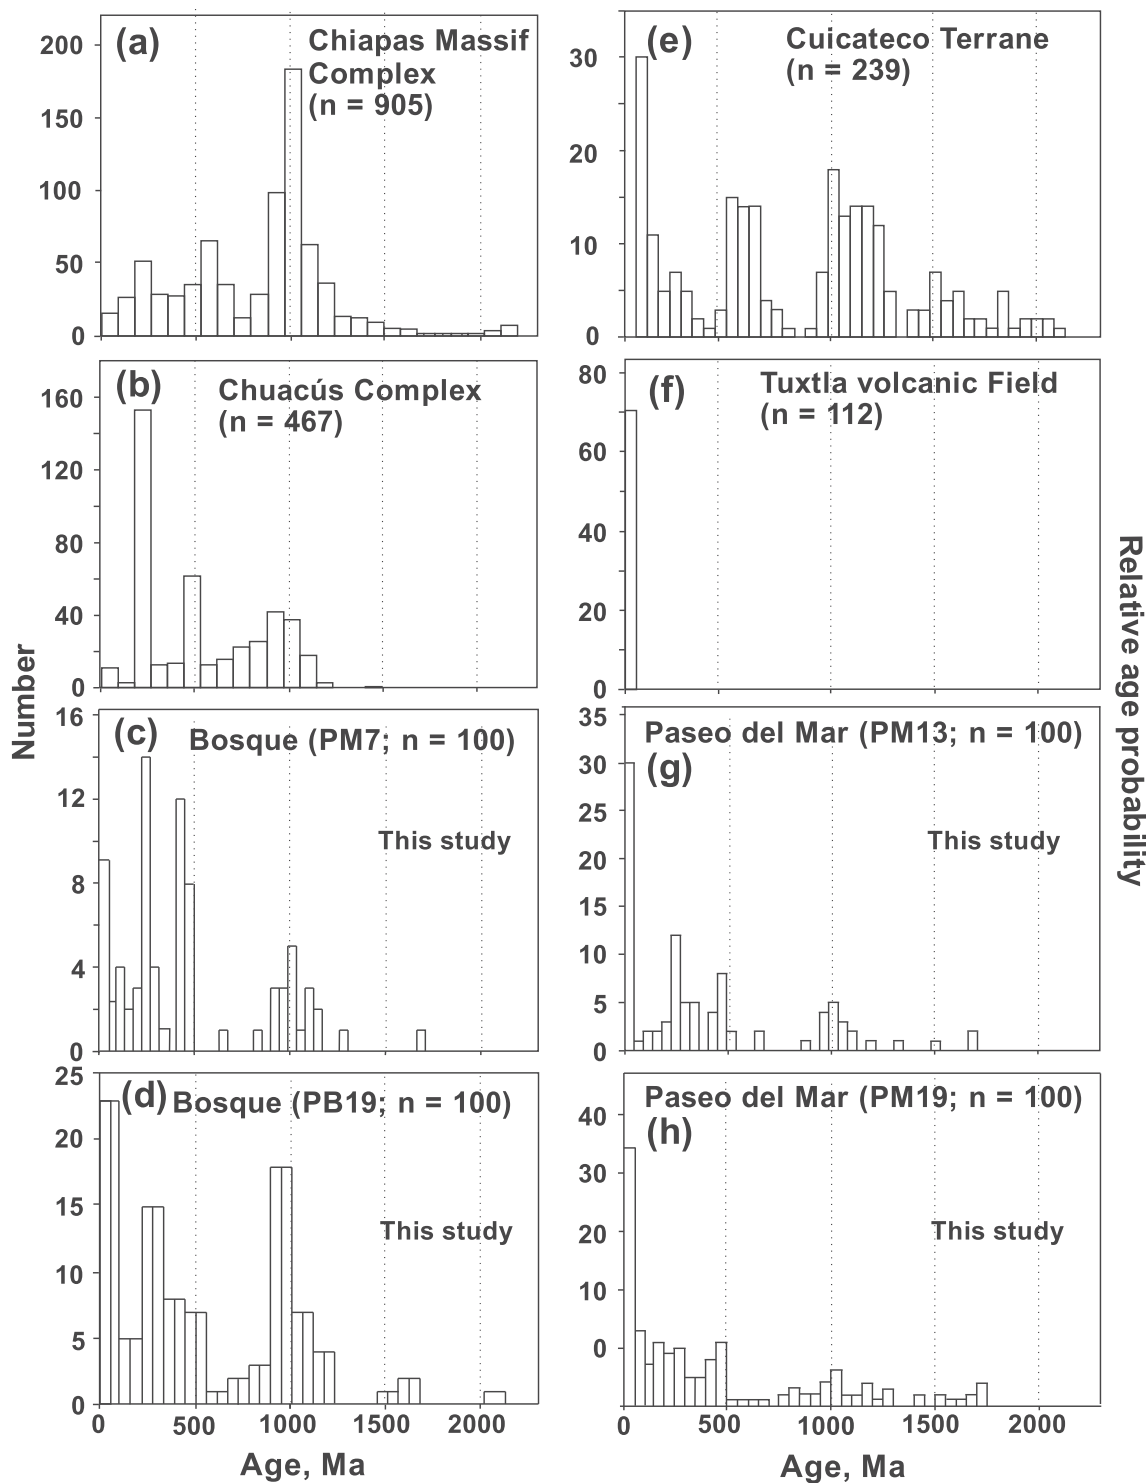 (a)
Chiapas Massif
Complex
(n = 905)
200
150
100
50
0
(b)
Chuacús Complex
(n = 467)
160
120
80
40
0
Number
(c)
Bosque (PM7; n = 100)
This study
16
12
8
4
0
(d)
Bosque (PB19; n = 100)
This study
25
20
15
10
5
0
0 500 1000 1500 2000
Age, Ma
(e)
Cuicateco Terrane
(n = 239)
30
20
10
0
(f)
Tuxtla volcanic Field
(n = 112)
80
60
40
20
0
Paseo del Mar (PM13; n = 100)
(g)
This study
35
30
25
20
15
10
5
0
Paseo del Mar (PM19; n = 100)
(h)
This study
40
30
20
10
0
0 500 1000 1500 2000
Age, Ma
Relative age probability